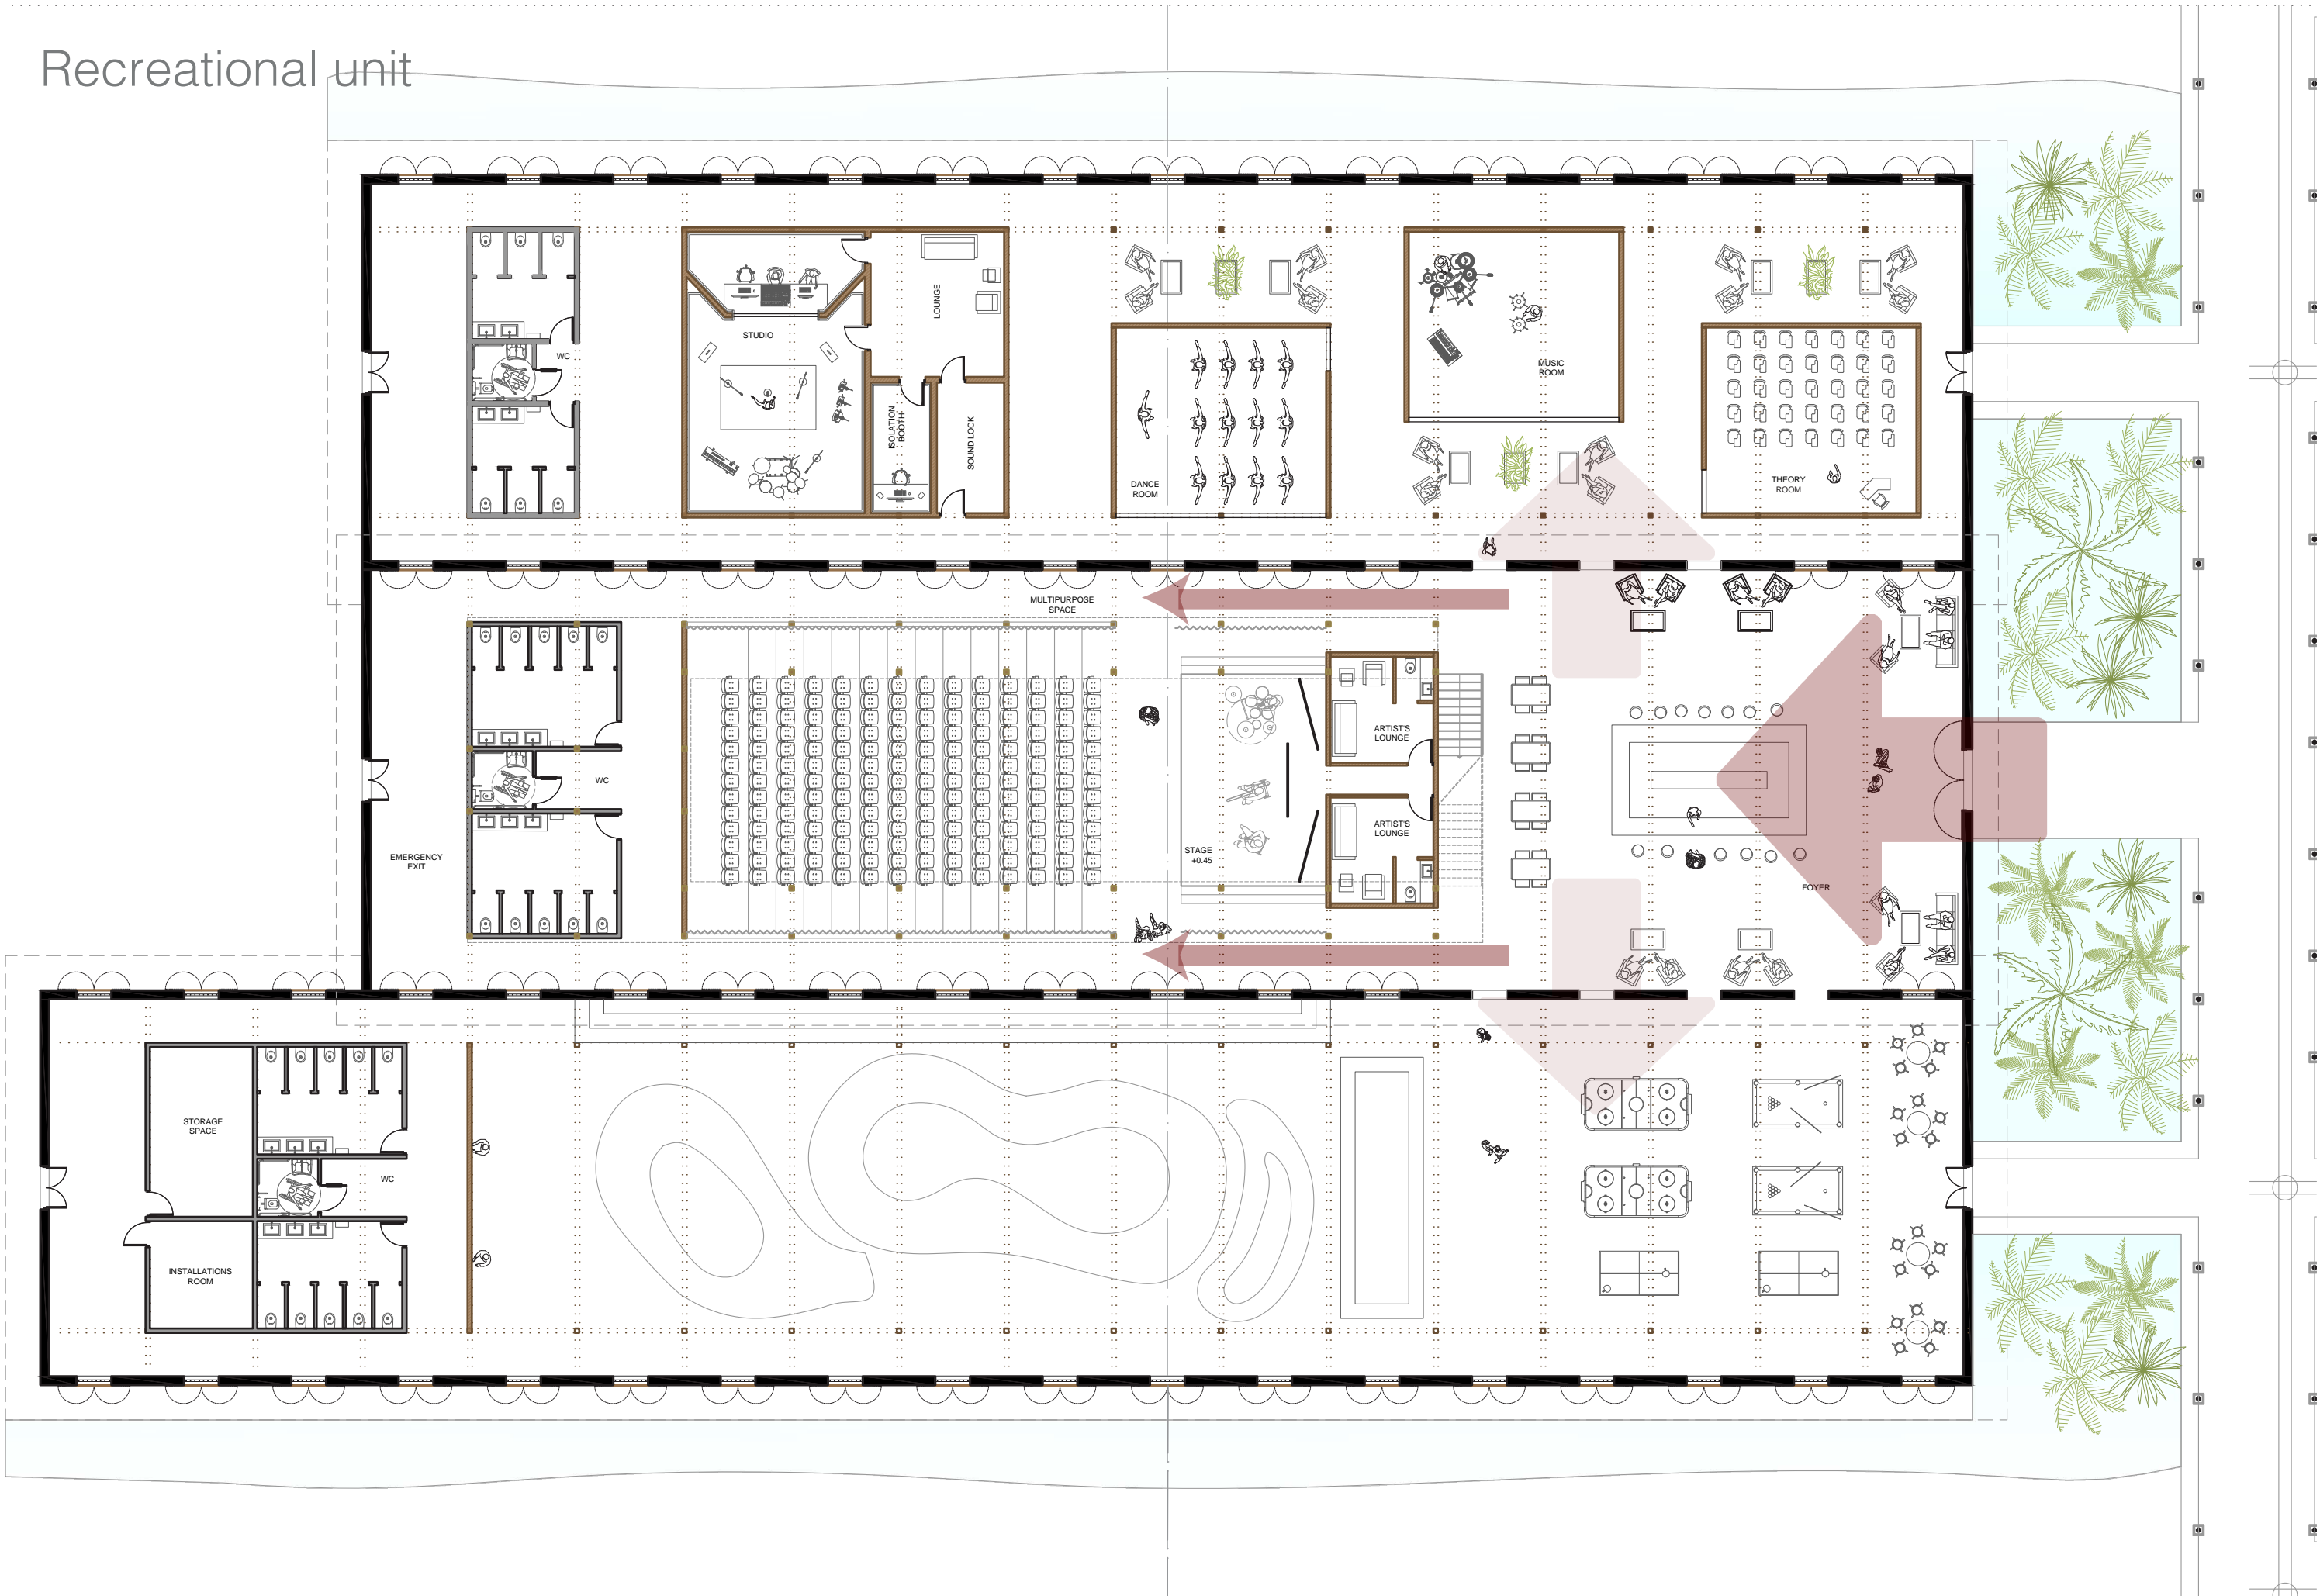 Recreational unit
STUDIO
LOUNGE
WC
ISOLATION
BOOTH
SOUND LOCK
DANCE
ROOM
MUSIC
ROOM
THEORY
ROOM
MULTIPURPOSE
SPACE
ARTIST'S
LOUNGE
WC
ARTIST'S
LOUNGE
STAGE
+0.45
EMERGENCY
EXIT
FOYER
STORAGE
SPACE
WC
INSTALLATIONS
ROOM